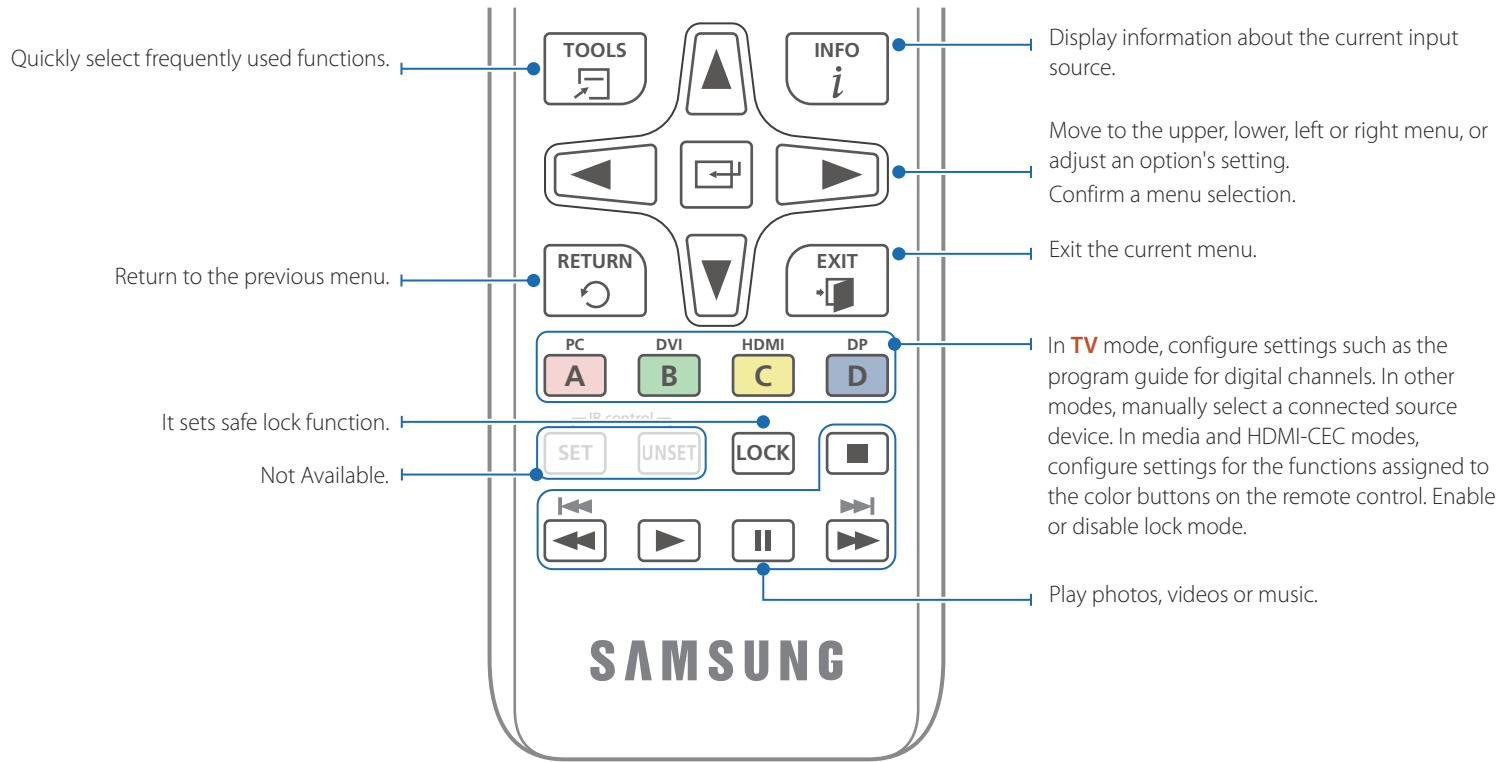 TOOLS
INFO
i
Quickly select frequently used functions.
Display information about the current input
source.
Move to the upper, lower, left or right menu, or
adjust an option's setting.
Confirm a menu selection.
RETURN
EXIT
Return to the previous menu.
Exit the current menu.
PC DVI HDMI DP
A B C D
In TV mode, configure settings such as the
program guide for digital channels. In other
modes, manually select a connected source
device. In media and HDMI-CEC modes,
configure settings for the functions assigned to
the color buttons on the remote control. Enable
or disable lock mode.
It sets safe lock function.
IR control
SET UNSET LOCK
Not Available.
Play photos, videos or music.
SAMSUNG